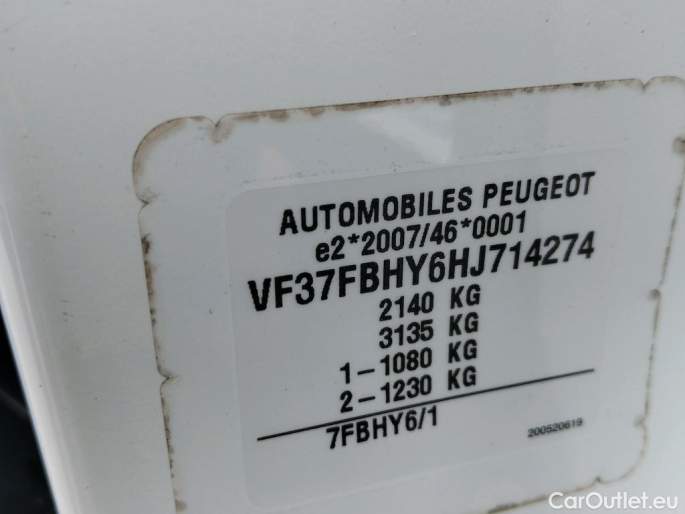 AUTOMOBILES PEUGEOT
e2*2007/46*0001
VF37FBHY6HJ714274
2140 KG
3135 KG
1-1080 KG
2-1230 KG
7FBHY6/1
200520619
CarOutlet.eu